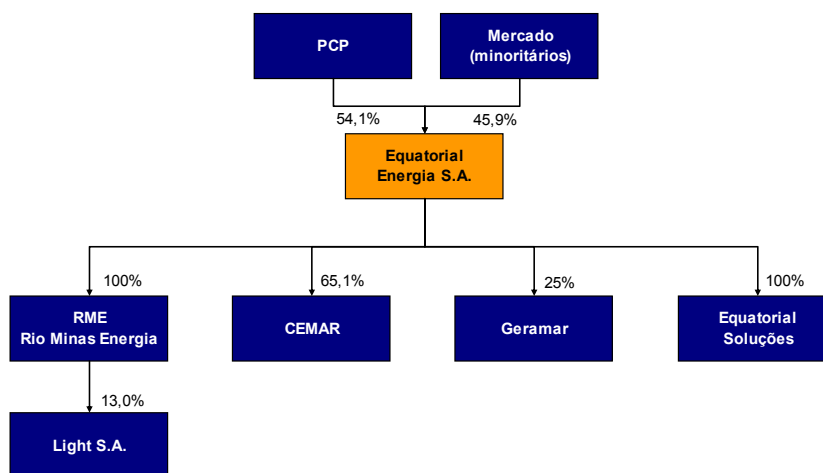 PCP
Mercado
(minoritários)
54,1%
45,9%
Equatorial
Energia S.A.
100%
65,1%
25%
100%
RME
Rio Minas Energia
CEMAR
Geramar
Equatorial
Soluções
13,0%
Light S.A.